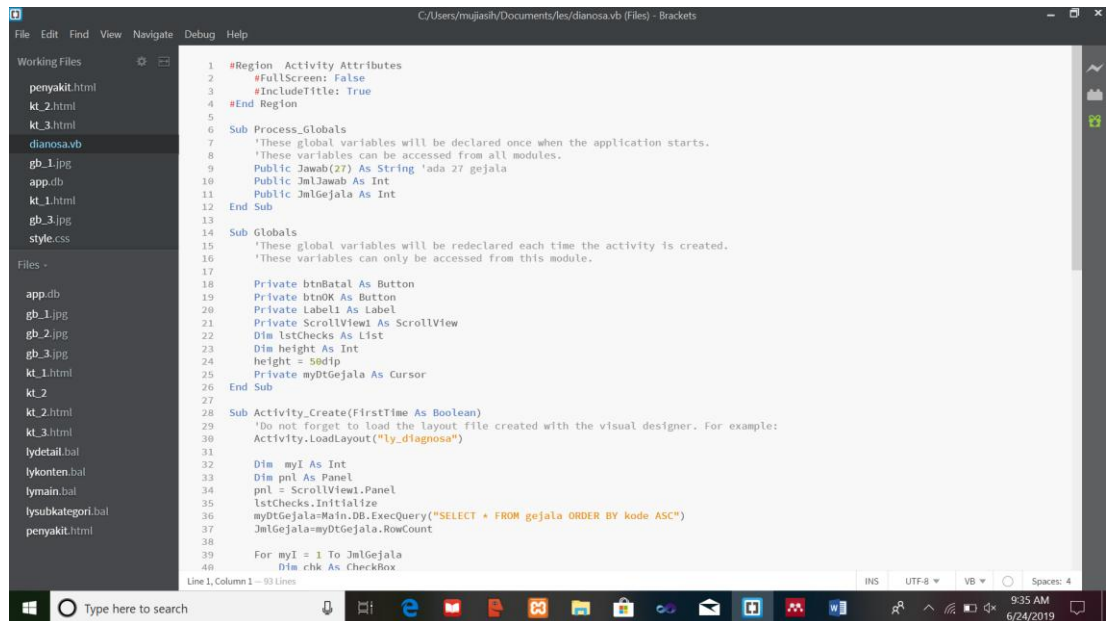 C:/Users/mujiasih/Documents/les/dianosa.vb (Files) - Brackets
File Edit Find View Navigate Debug Help
Working Files
penyakit.html
kt_2.html
kt_3.html
dianosa.vb
gb_1.jpg
app.db
kt_1.html
gb_3.jpg
style.css
Files
app.db
gb_1.jpg
gb_2.jpg
gb_3.jpg
kt_1.html
kt_2
kt_2.html
kt_3.html
lydetail.bal
lykonten.bal
lymain.bal
lysubkategori.bal
penyakit.html
1 #Region Activity Attributes
2 #FullScreen: False
3 #IncludeTitle: True
4 #End Region
5
6 Sub Process_Globals
7 'These global variables will be declared once when the application starts.
8 'These variables can be accessed from all modules.
9 Public Jawab(27) As String 'ada 27 gejala
10 Public JmlJawab As Int
11 Public JmlGejala As Int
12 End Sub
13
14 Sub Globals
15 'These global variables will be redeclared each time the activity is created.
16 'These variables can only be accessed from this module.
17
18 Private btnBatal As Button
19 Private btnOK As Button
20 Private Label1 As Label
21 Private ScrollView1 As ScrollView
22 Dim lstChecks As List
23 Dim height As Int
24 height = 50dip
25 Private myDtGejala As Cursor
26 End Sub
27
28 Sub Activity_Create(FirstTime As Boolean)
29 'Do not forget to load the layout file created with the visual designer. For example:
30 Activity.LoadLayout("ly_diagnosa")
31
32 Dim myI As Int
33 Dim pnl As Panel
34 pnl = ScrollView1.Panel
35 lstChecks.Initialize
36 myDtGejala=Main.DB.ExecQuery("SELECT * FROM gejala ORDER BY kode ASC")
37 JmlGejala=myDtGejala.RowCount
38
39 For myI = 1 To JmlGejala
40 Dim chk As CheckBox
Line 1, Column 1 — 93 Lines
INS UTF-8 VB Spaces: 4
Type here to search
9:35 AM
6/24/2019